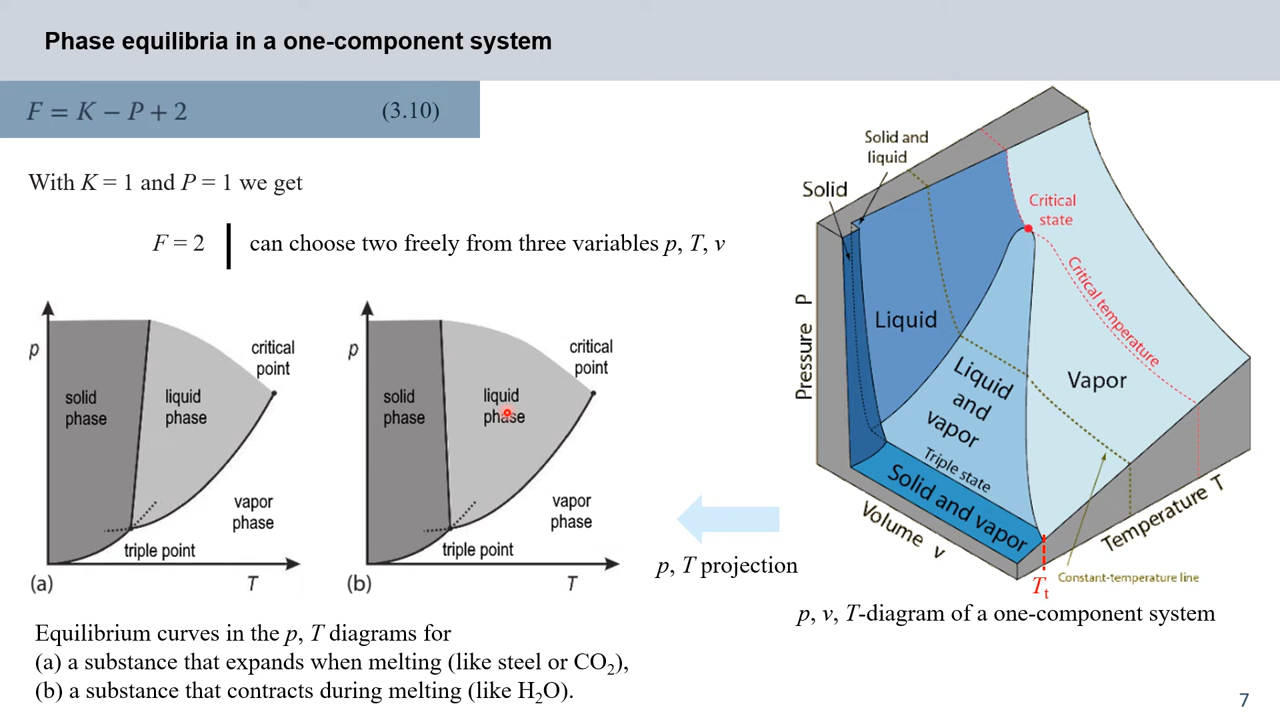 Phase equilibria in a one-component system
F = K − P + 2 (3.10)
With K = 1 and P = 1 we get
F = 2 can choose two freely from three variables p, T, v
p
solid
phase
liquid
phase
critical
point
vapor
phase
triple point
(a)
T
p
solid
phase
liquid
phase
critical
point
vapor
phase
triple point
(b)
T
Equilibrium curves in the p, T diagrams for
(a) a substance that expands when melting (like steel or CO₂),
(b) a substance that contracts during melting (like H₂O).
p, T projection
Solid and
liquid
Solid
Critical
state
Critical temperature
Liquid
Liquid
and
vapor
Vapor
Triple state
Solid and vapor
Pressure P
Volume v
Temperature T
Tₜ
Constant-temperature line
p, v, T-diagram of a one-component system
7